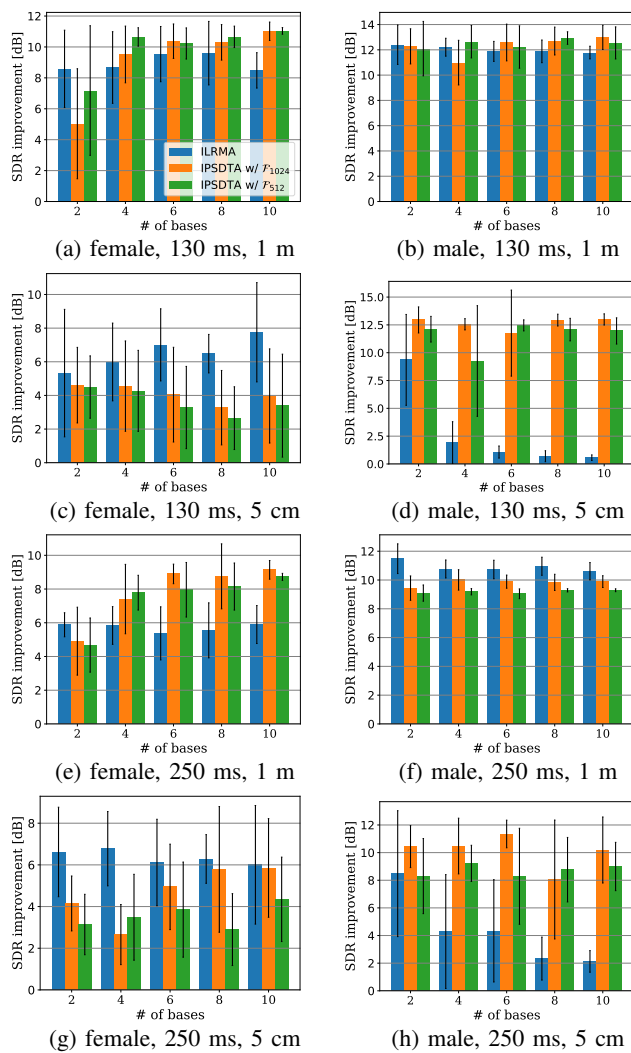 12
10
8
6
4
2
0
SDR improvement [dB]
ILRMA
IPSDTA w/ 𝓕1024
IPSDTA w/ 𝓕512
2 4 6 8 10
# of bases
(a) female, 130 ms, 1 m
14
12
10
8
6
4
2
0
SDR improvement [dB]
2 4 6 8 10
# of bases
(b) male, 130 ms, 1 m
10
8
6
4
2
0
SDR improvement [dB]
2 4 6 8 10
# of bases
(c) female, 130 ms, 5 cm
15.0
12.5
10.0
7.5
5.0
2.5
0.0
SDR improvement [dB]
2 4 6 8 10
# of bases
(d) male, 130 ms, 5 cm
10
8
6
4
2
0
SDR improvement [dB]
2 4 6 8 10
# of bases
(e) female, 250 ms, 1 m
12
10
8
6
4
2
0
SDR improvement [dB]
2 4 6 8 10
# of bases
(f) male, 250 ms, 1 m
8
6
4
2
0
SDR improvement [dB]
2 4 6 8 10
# of bases
(g) female, 250 ms, 5 cm
12
10
8
6
4
2
0
SDR improvement [dB]
2 4 6 8 10
# of bases
(h) male, 250 ms, 5 cm